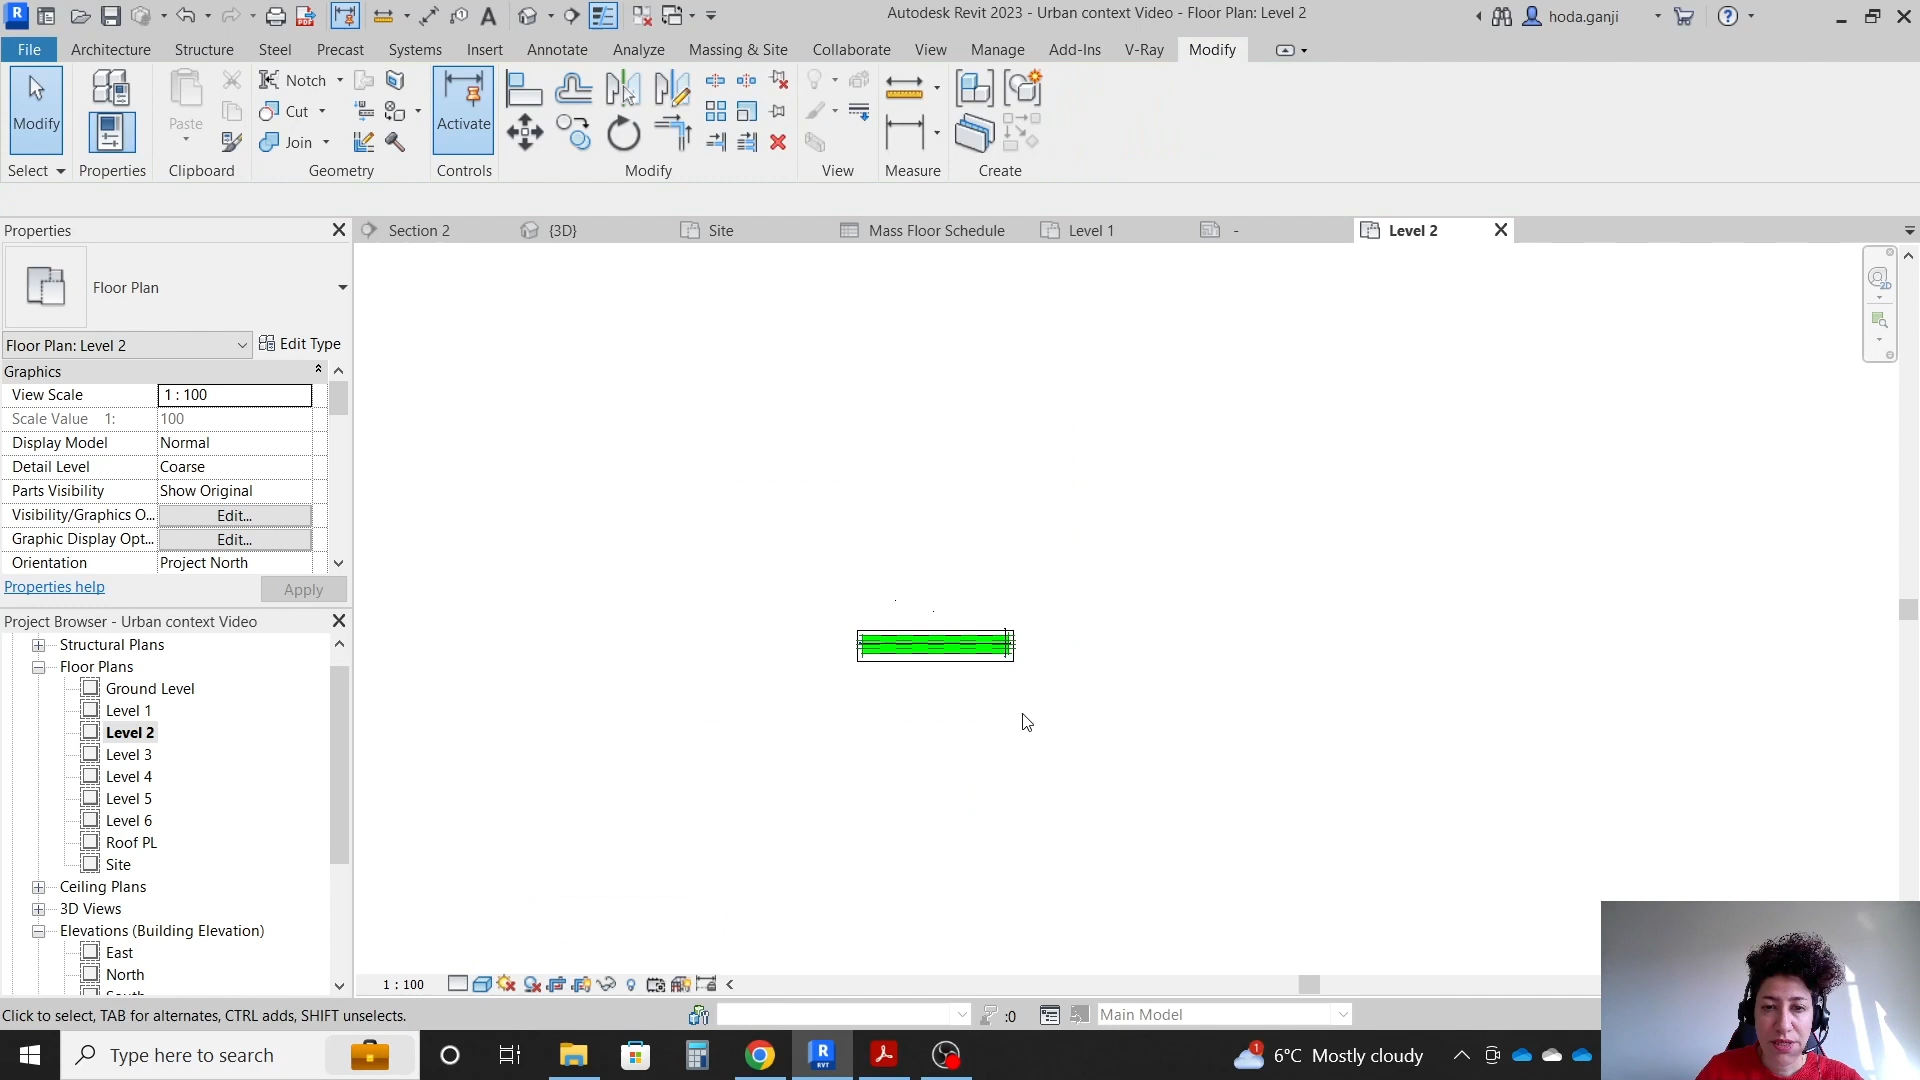 Autodesk Revit 2023 - Urban context Video - Floor Plan: Level 2
hoda.ganji
File Architecture Structure Steel Precast Systems Insert Annotate Analyze Massing & Site Collaborate View Manage Add-Ins V-Ray Modify
Modify
Paste
Notch
Cut
Join
Activate
Select Properties Clipboard Geometry Controls Modify View Measure Create
Properties
Section 2
{3D}
Site
Mass Floor Schedule
Level 1
-
Level 2
2D
Floor Plan
Floor Plan: Level 2
Edit Type
Graphics
View Scale 1 : 100
Scale Value 1: 100
Display Model Normal
Detail Level Coarse
Parts Visibility Show Original
Visibility/Graphics O... Edit...
Graphic Display Opt... Edit...
Orientation Project North
Properties help
Apply
Project Browser - Urban context Video
Structural Plans
Floor Plans
Ground Level
Level 1
Level 2
Level 3
Level 4
Level 5
Level 6
Roof PL
Site
Ceiling Plans
3D Views
Elevations (Building Elevation)
East
North
1 : 100
Click to select, TAB for alternates, CTRL adds, SHIFT unselects.
:0
Main Model
Type here to search
R
RVT
1
6°C Mostly cloudy